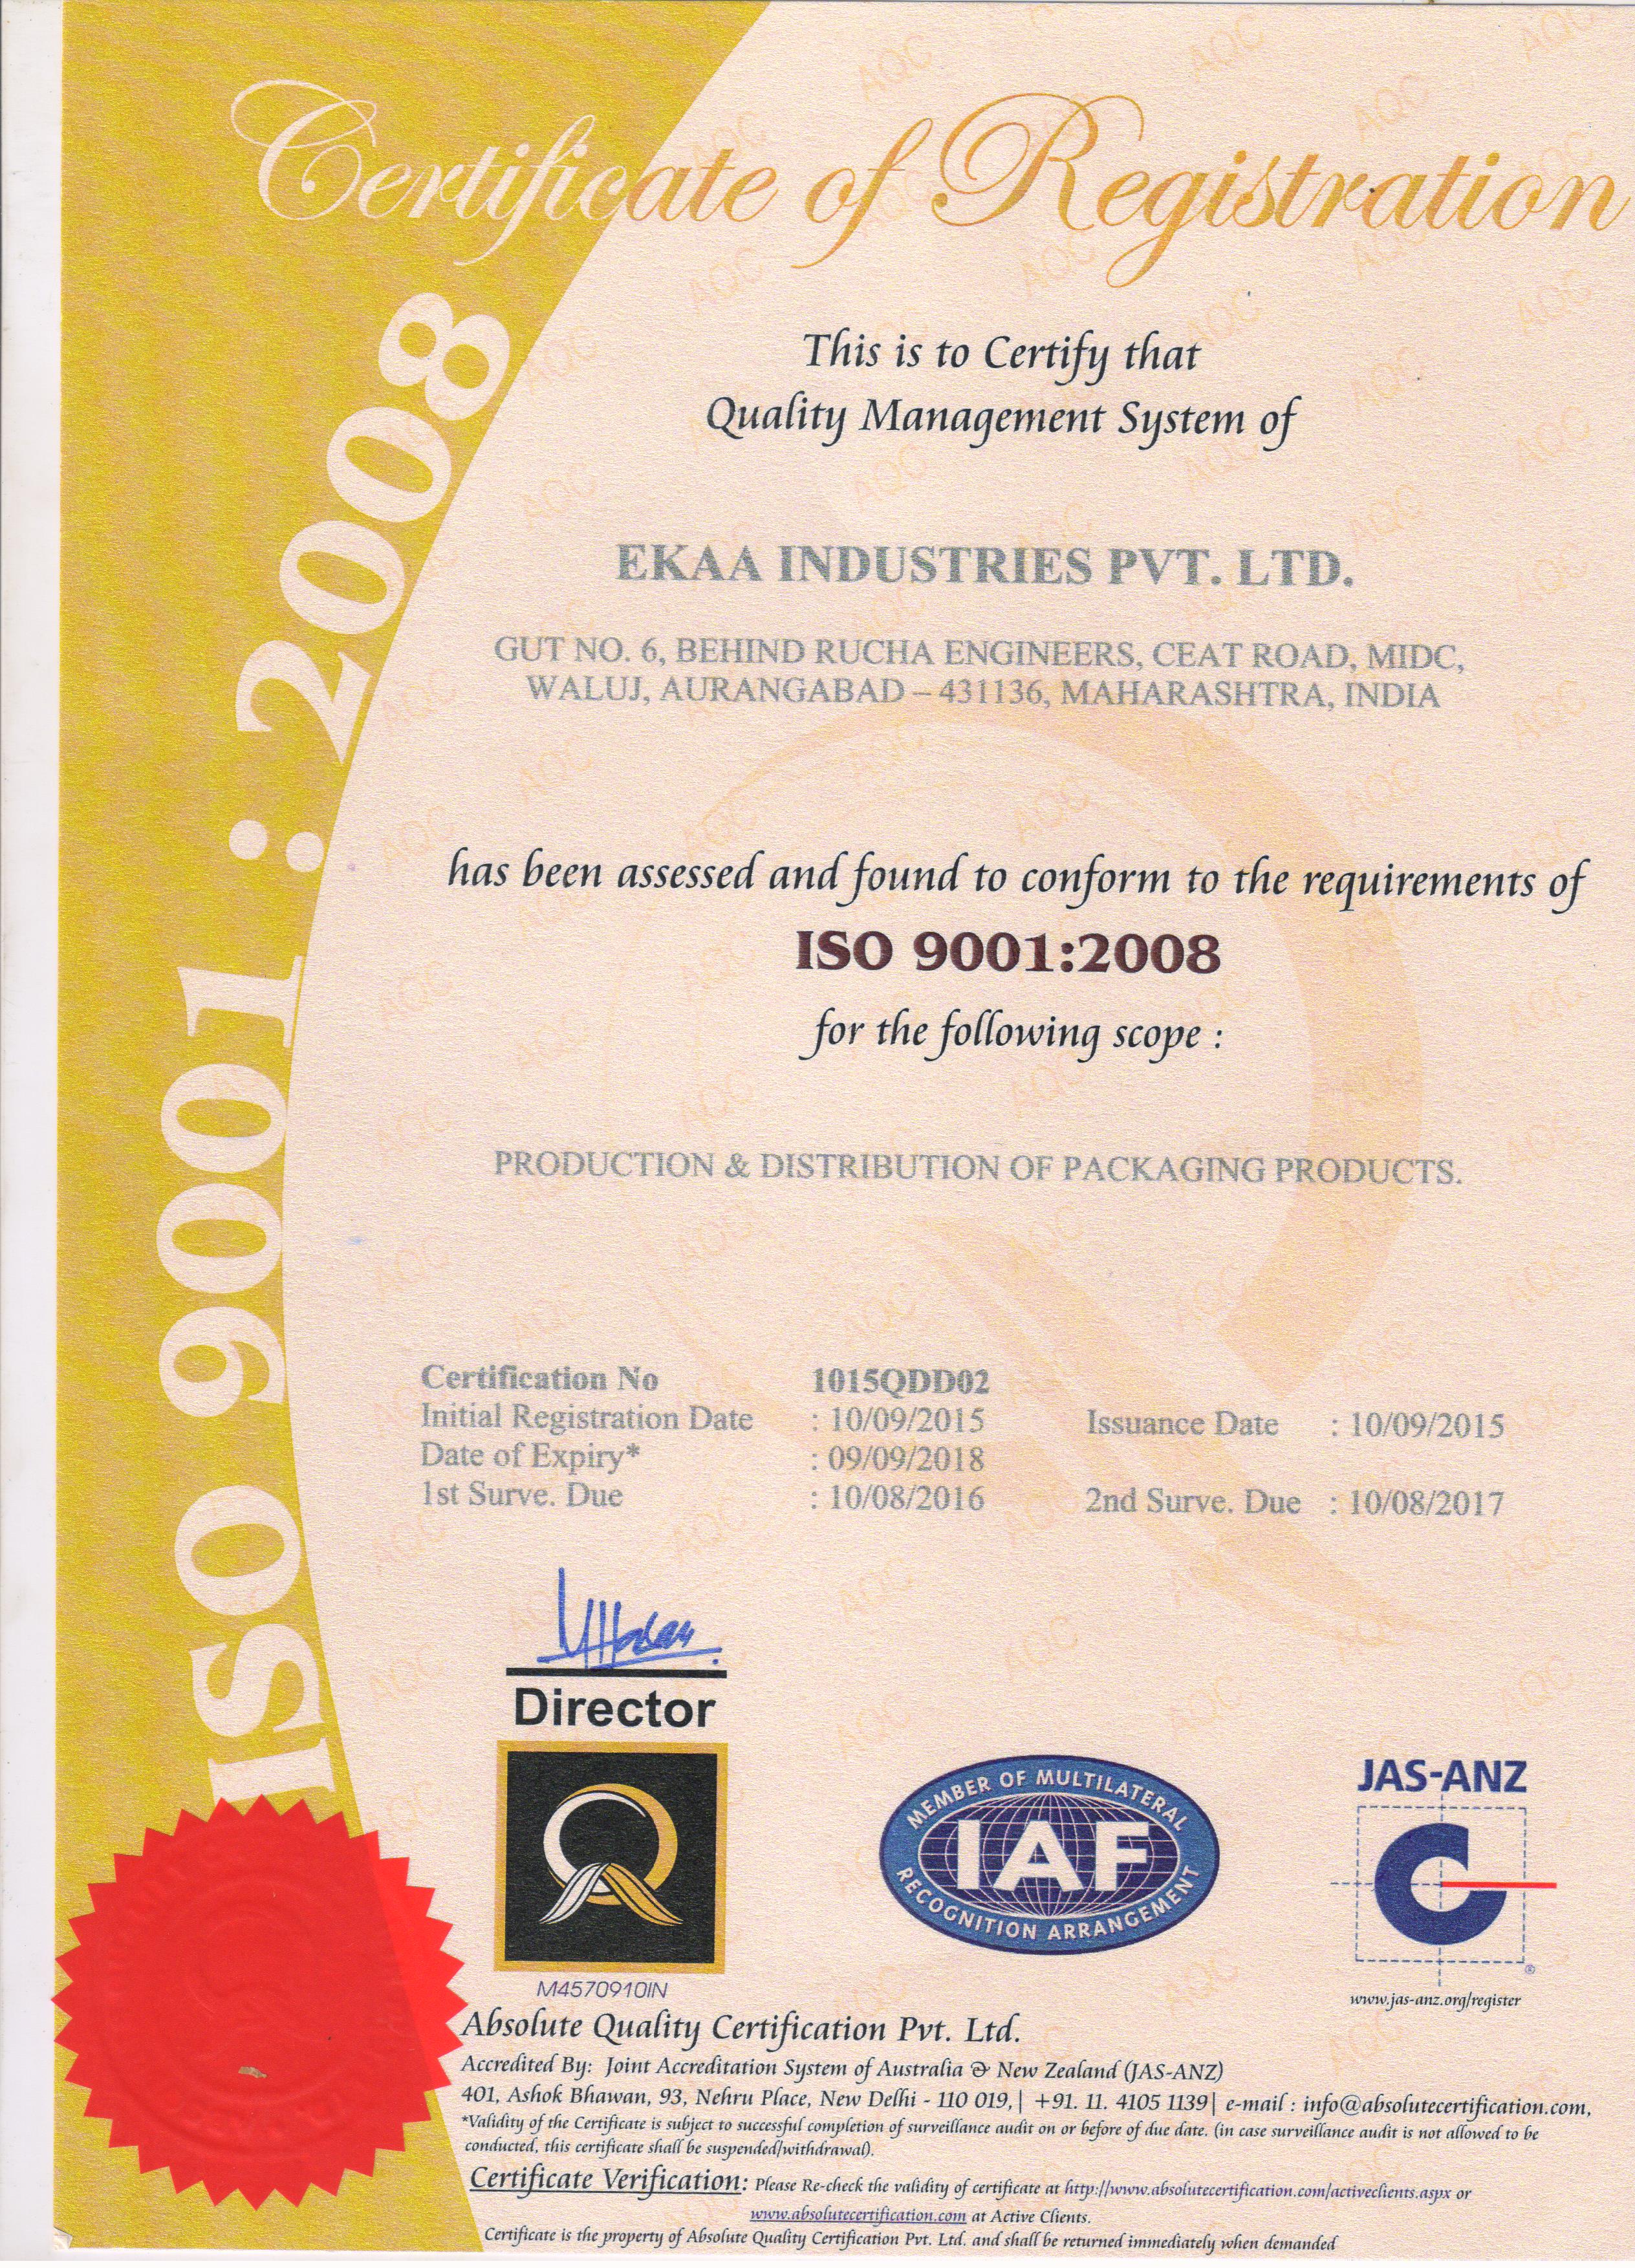 Certificate of Registration
ISO 9001 : 2008
This is to Certify that
Quality Management System of
EKAA INDUSTRIES PVT. LTD.
GUT NO. 6, BEHIND RUCHA ENGINEERS, CEAT ROAD, MIDC,
WALUJ, AURANGABAD – 431136, MAHARASHTRA, INDIA
has been assessed and found to conform to the requirements of
ISO 9001:2008
for the following scope :
PRODUCTION & DISTRIBUTION OF PACKAGING PRODUCTS.
Certification No 1015QDD02
Initial Registration Date : 10/09/2015 Issuance Date : 10/09/2015
Date of Expiry* : 09/09/2018
1st Surve. Due : 10/08/2016 2nd Surve. Due : 10/08/2017
Director
MEMBER OF MULTILATERAL
IAF
RECOGNITION ARRANGEMENT
JAS-ANZ
®
www.jas-anz.org/register
M4570910IN
Absolute Quality Certification Pvt. Ltd.
Accredited By: Joint Accreditation System of Australia & New Zealand (JAS-ANZ)
401, Ashok Bhawan, 93, Nehru Place, New Delhi - 110 019, | +91. 11. 4105 1139| e-mail : info@absolutecertification.com,
*Validity of the Certificate is subject to successful completion of surveillance audit on or before of due date. (in case surveillance audit is not allowed to be
conducted, this certificate shall be suspended/withdrawal).
Certificate Verification: Please Re-check the validity of certificate at http://www.absolutecertification.com/activeclients.aspx or
www.absolutecertification.com at Active Clients.
Certificate is the property of Absolute Quality Certification Pvt. Ltd. and shall be returned immediately when demanded